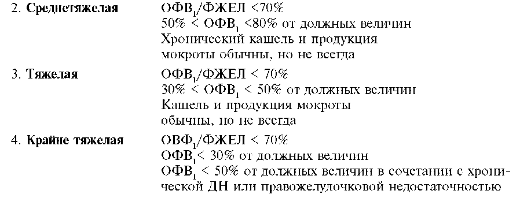 2. Среднетяжелая ОФВ₁/ФЖЕЛ <70%
50% < ОФВ₁ <80% от должных величин
Хронический кашель и продукция
мокроты обычны, но не всегда
3. Тяжелая ОФВ₁/ФЖЕЛ < 70%
30% < ОФВ₁ < 50% от должных величин
Кашель и продукция мокроты
обычны, но не всегда
4. Крайне тяжелая ОВФ₁/ФЖЕЛ < 70%
ОФВ₁< 30% от должных величин
ОФВ₁ < 50% от должных величин в сочетании с хрони-
ческой ДН или правожелудочковой недостаточностью